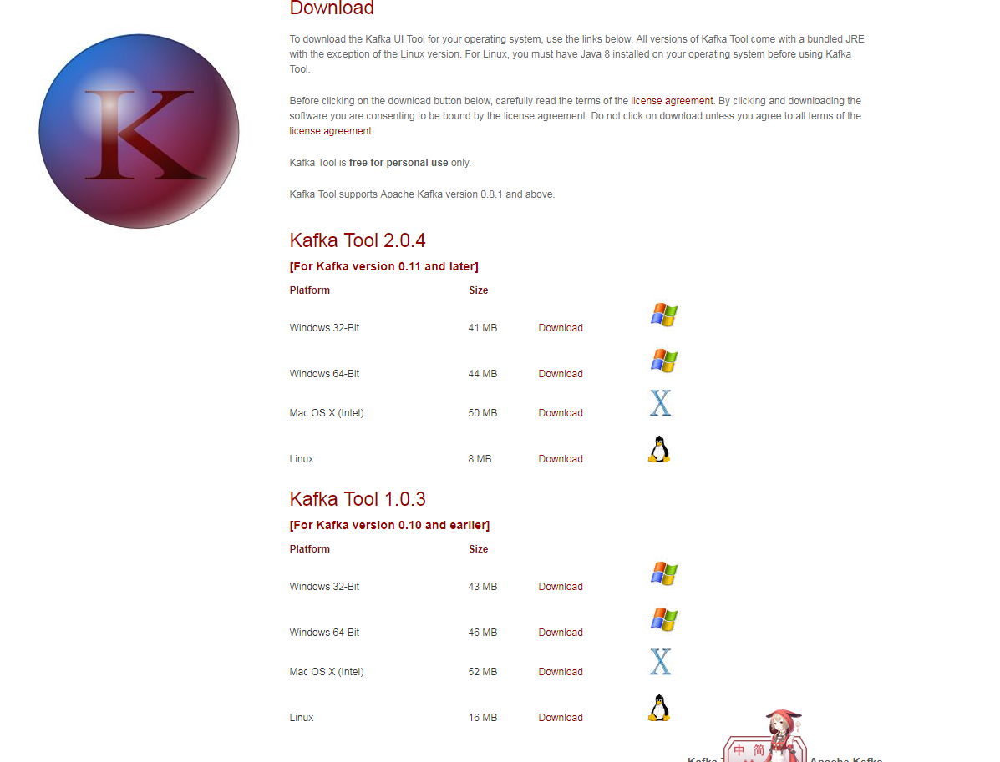 Download
K
To download the Kafka UI Tool for your operating system, use the links below. All versions of Kafka Tool come with a bundled JRE
with the exception of the Linux version. For Linux, you must have Java 8 installed on your operating system before using Kafka
Tool.
Before clicking on the download button below, carefully read the terms of the license agreement. By clicking and downloading the
software you are consenting to be bound by the license agreement. Do not click on download unless you agree to all terms of the
license agreement.
Kafka Tool is free for personal use only.
Kafka Tool supports Apache Kafka version 0.8.1 and above.
Kafka Tool 2.0.4
[For Kafka version 0.11 and later]
Platform Size
Windows 32-Bit 41 MB Download
Windows 64-Bit 44 MB Download
Mac OS X (Intel) 50 MB Download X
Linux 8 MB Download
Kafka Tool 1.0.3
[For Kafka version 0.10 and earlier]
Platform Size
Windows 32-Bit 43 MB Download
Windows 64-Bit 46 MB Download
Mac OS X (Intel) 52 MB Download X
Linux 16 MB Download
中 简
Kafka Apache Kafka